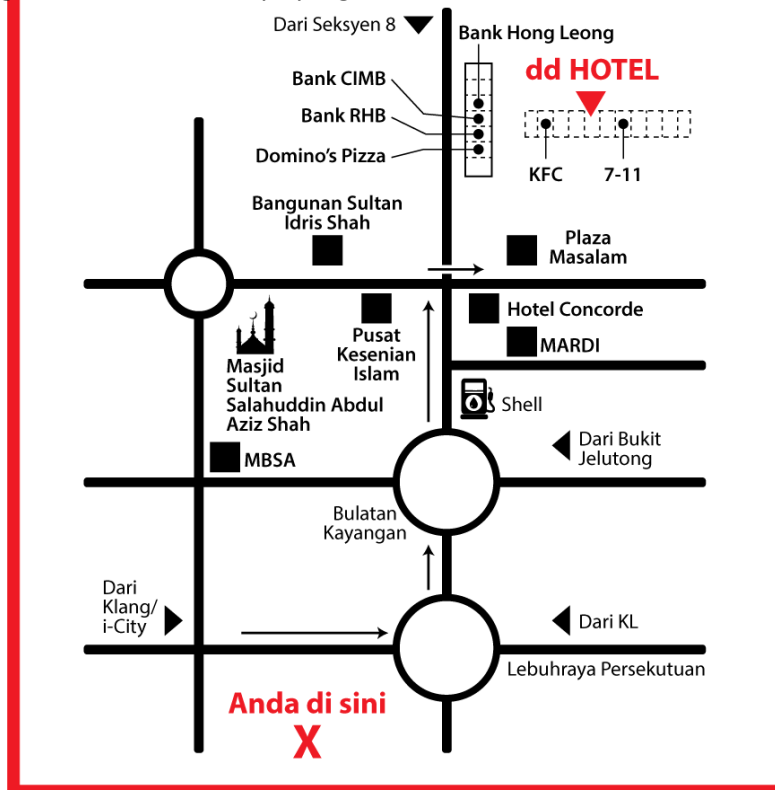 Dari Seksyen 8
Bank Hong Leong
dd HOTEL
Bank CIMB
Bank RHB
Domino's Pizza
KFC
7-11
Bangunan Sultan
Idris Shah
Plaza
Masalam
Hotel Concorde
Pusat
Kesenian
Islam
MARDI
Masjid
Sultan
Salahuddin Abdul
Aziz Shah
Shell
MBSA
Dari Bukit
Jelutong
Bulatan
Kayangan
Dari
Klang/
i-City
Dari KL
Lebuhraya Persekutuan
Anda di sini
X